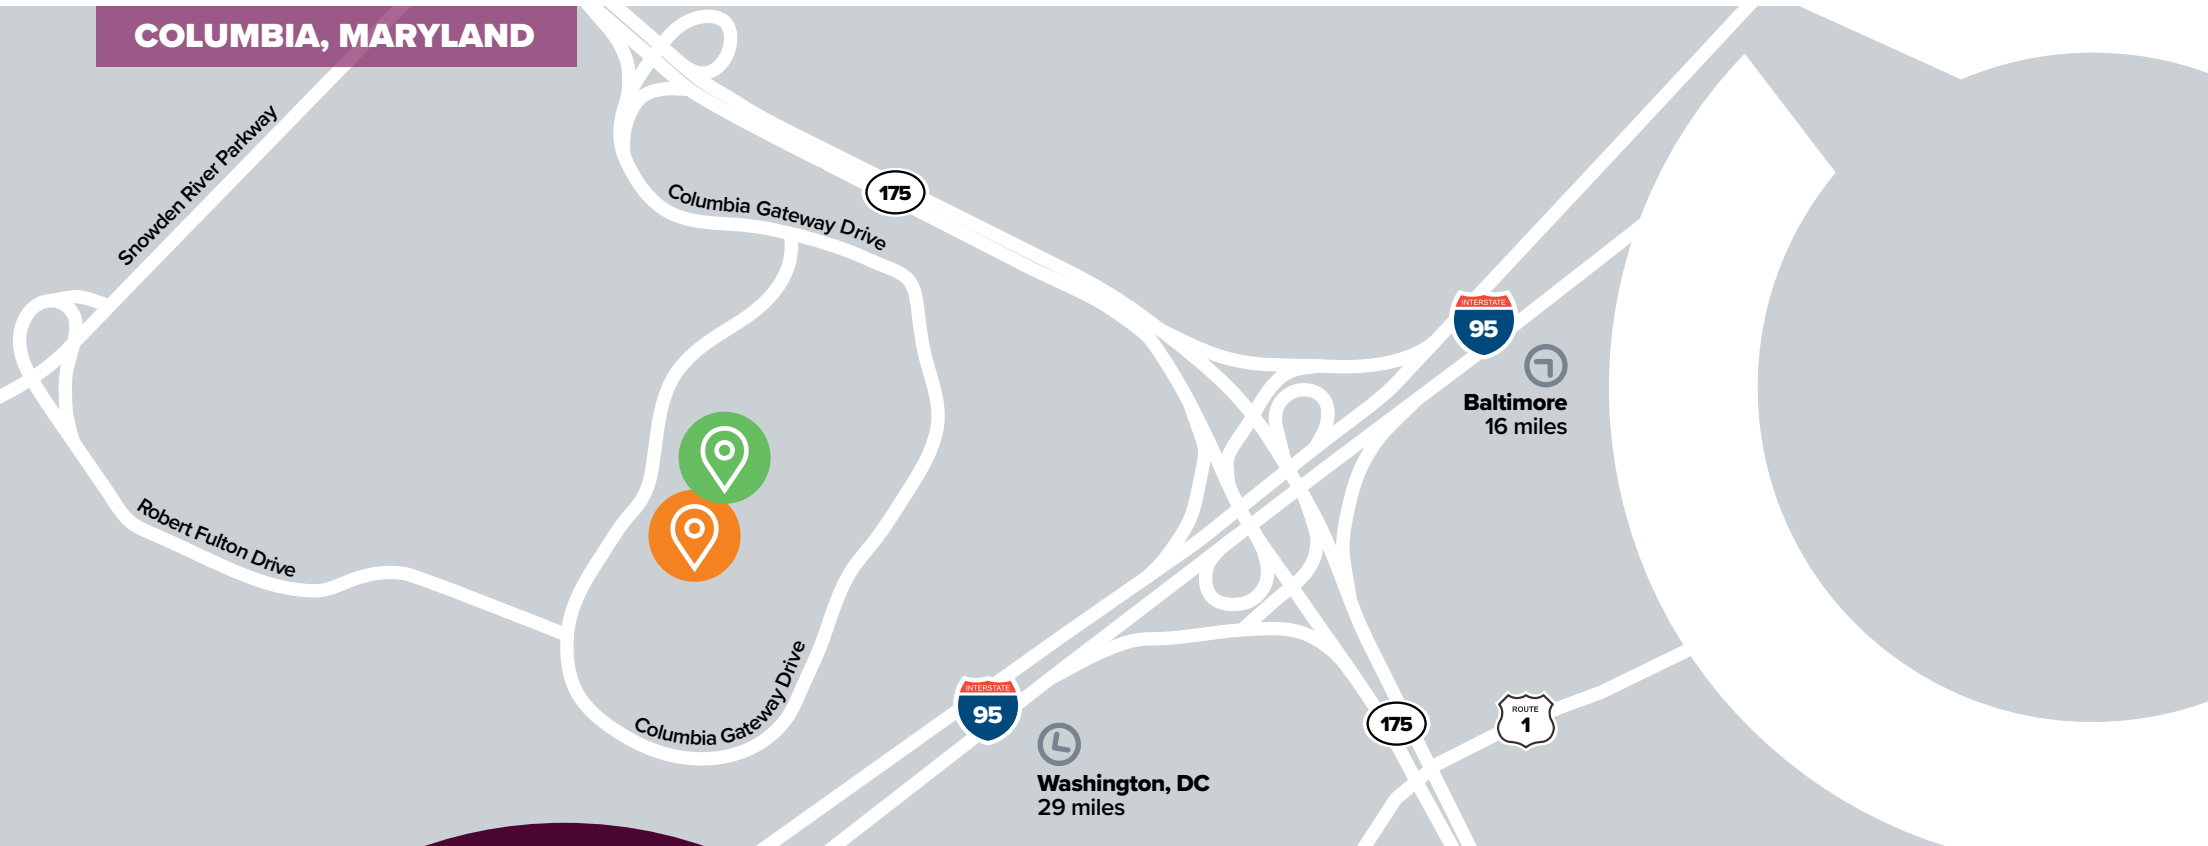 COLUMBIA, MARYLAND
Snowden River Parkway
Columbia Gateway Drive
175
INTERSTATE
95
Baltimore
16 miles
Robert Fulton Drive
Columbia Gateway Drive
INTERSTATE
95
Washington, DC
29 miles
175
ROUTE
1